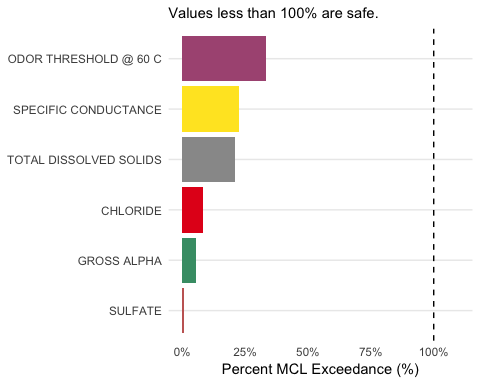 Values less than 100% are safe.
ODOR THRESHOLD @ 60 C
SPECIFIC CONDUCTANCE
TOTAL DISSOLVED SOLIDS
CHLORIDE
GROSS ALPHA
SULFATE
0% 25% 50% 75% 100%
Percent MCL Exceedance (%)